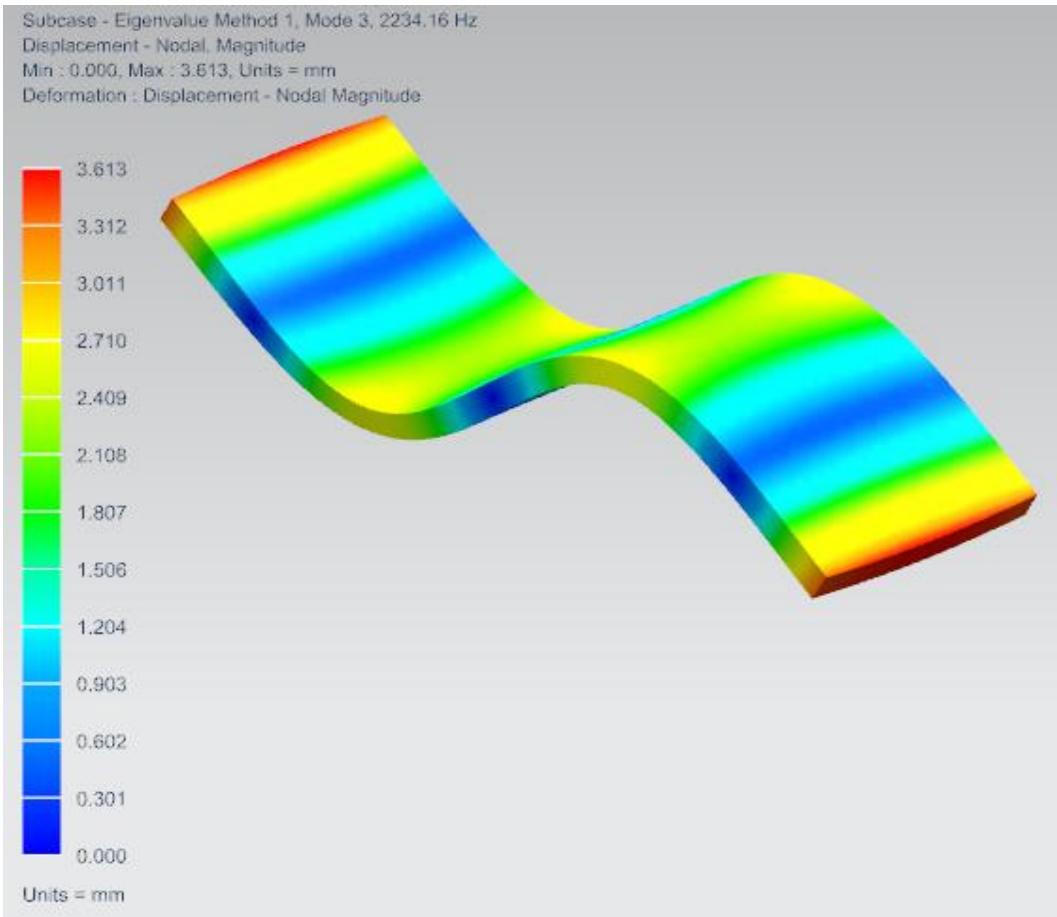 Subcase - Eigenvalue Method 1, Mode 3, 2234.16 Hz
Displacement - Nodal, Magnitude
Min : 0.000, Max : 3.613, Units = mm
Deformation : Displacement - Nodal Magnitude
3.613
3.312
3.011
2.710
2.409
2.108
1.807
1.506
1.204
0.903
0.602
0.301
0.000
Units = mm